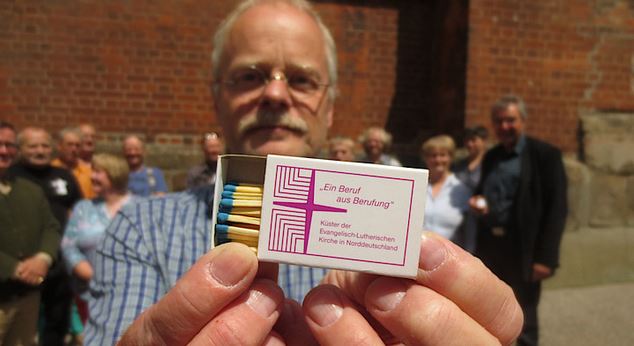 „Ein Beruf
aus Berufung“
Küster der
Evangelisch-Lutherischen
Kirche in Norddeutschland